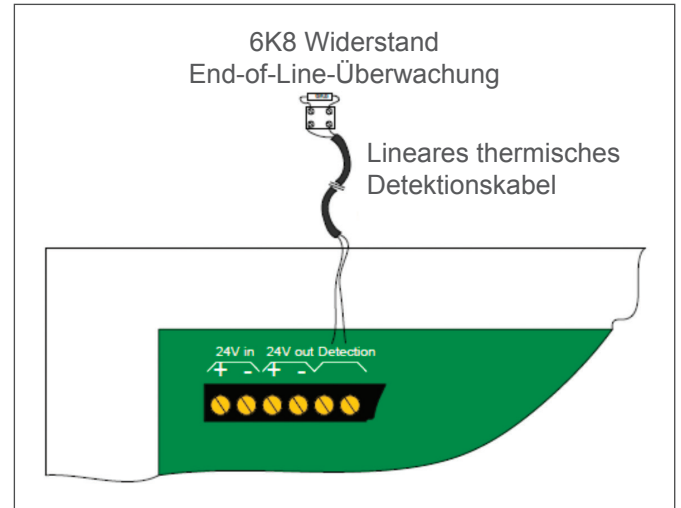 6K8 Widerstand
End-of-Line-Überwachung
Lineares thermisches
Detektionskabel
24V in 24V out Detection
+ - + -